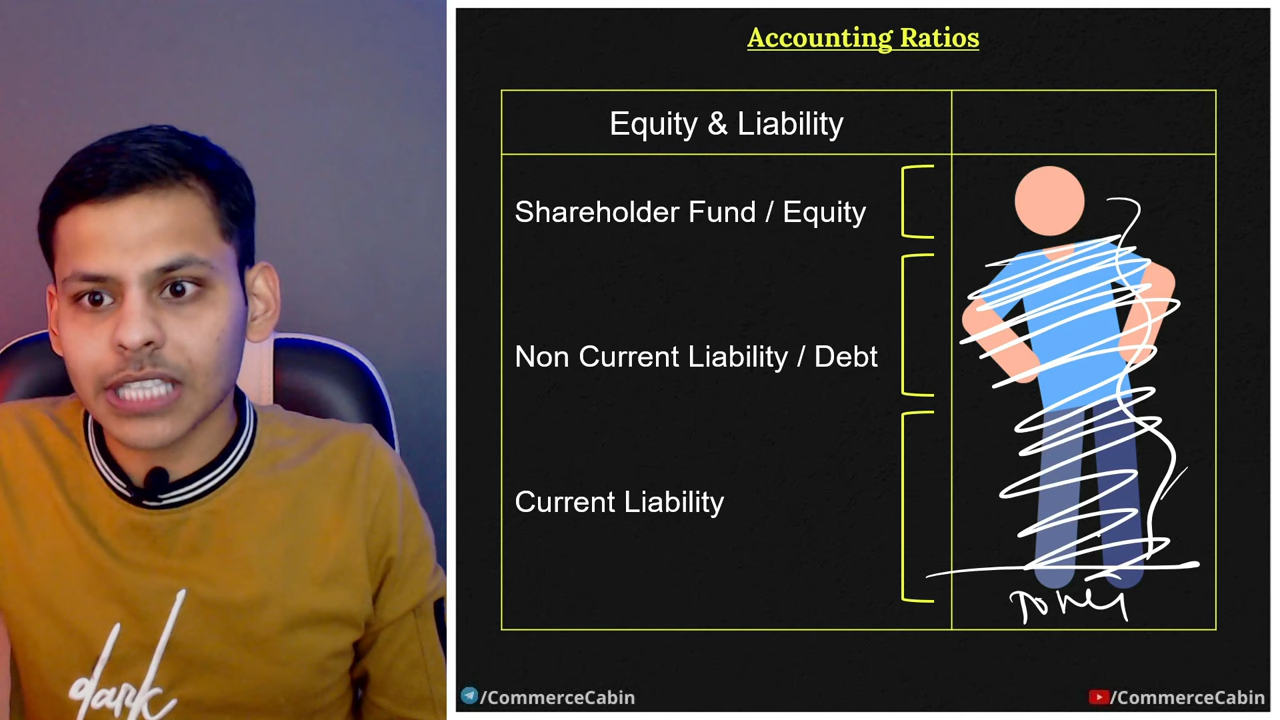 Accounting Ratios
Equity & Liability
Shareholder Fund / Equity
Non Current Liability / Debt
Current Liability
dark
/CommerceCabin
/CommerceCabin